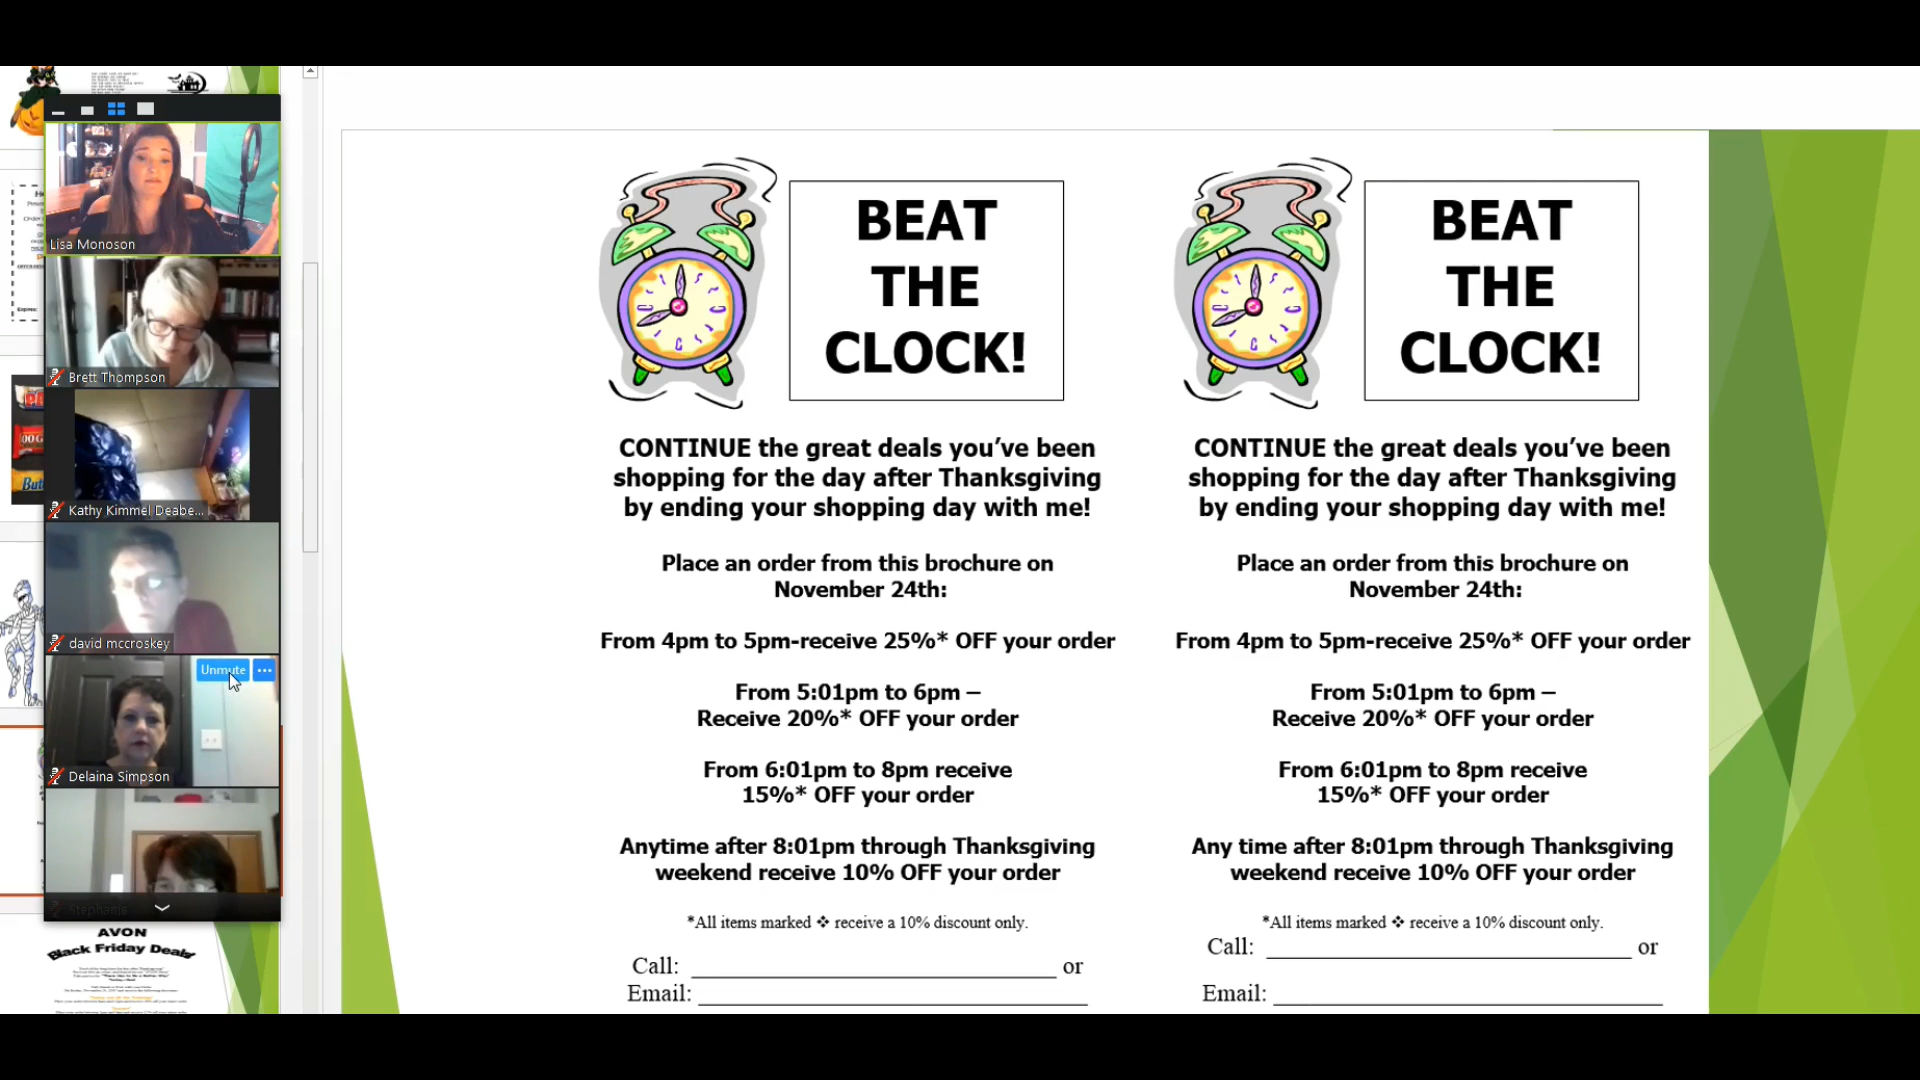 Lisa Monoson
Brett Thompson
Kathy Kimmel Deabe...
david mccroskey
Unmute
Delaina Simpson
Stephanie
AVON
Black Friday Deals
BEAT
THE
CLOCK!
CONTINUE the great deals you’ve been
shopping for the day after Thanksgiving
by ending your shopping day with me!
Place an order from this brochure on
November 24th:
From 4pm to 5pm-receive 25%* OFF your order
From 5:01pm to 6pm –
Receive 20%* OFF your order
From 6:01pm to 8pm receive
15%* OFF your order
Anytime after 8:01pm through Thanksgiving
weekend receive 10% OFF your order
*All items marked ❖ receive a 10% discount only.
Call: ______________________________ or
Email: ________________________________
BEAT
THE
CLOCK!
CONTINUE the great deals you’ve been
shopping for the day after Thanksgiving
by ending your shopping day with me!
Place an order from this brochure on
November 24th:
From 4pm to 5pm-receive 25%* OFF your order
From 5:01pm to 6pm –
Receive 20%* OFF your order
From 6:01pm to 8pm receive
15%* OFF your order
Any time after 8:01pm through Thanksgiving
weekend receive 10% OFF your order
*All items marked ❖ receive a 10% discount only.
Call: ______________________________ or
Email: ________________________________